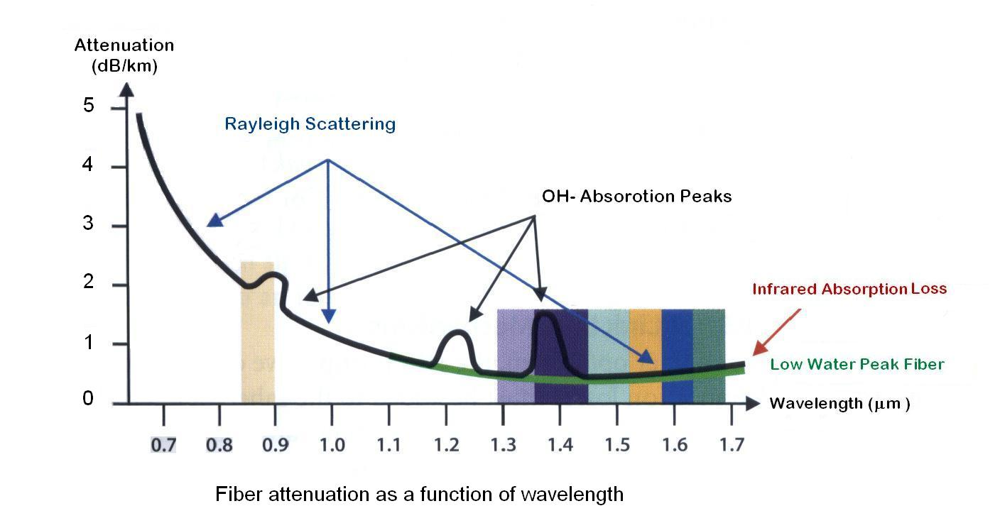 Attenuation
(dB/km)
5
Rayleigh Scattering
4
OH- Absorotion Peaks
3
2
Infrared Absorption Loss
1
Low Water Peak Fiber
0
Wavelength (μm )
0.7 0.8 0.9 1.0 1.1 1.2 1.3 1.4 1.5 1.6 1.7
Fiber attenuation as a function of wavelength